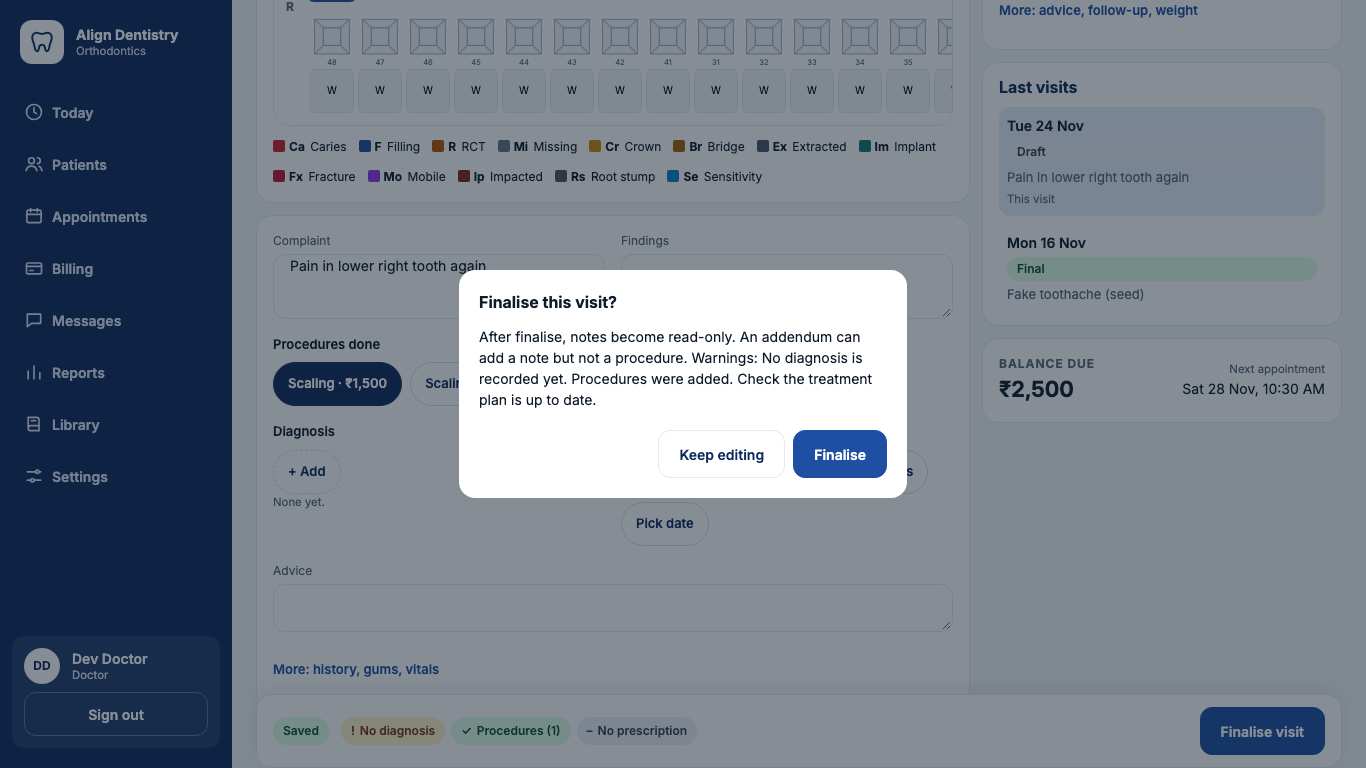 Align Dentistry
Orthodontics
Today
Patients
Appointments
Billing
Messages
Reports
Library
Settings
DD
Dev Doctor
Doctor
Sign out
R
48 47 46 45 44 43 42 41 31 32 33 34 35
W W W W W W W W W W W W W
Ca Caries F Filling R RCT Mi Missing Cr Crown Br Bridge Ex Extracted Im Implant
Fx Fracture Mo Mobile Ip Impacted Rs Root stump Se Sensitivity
Complaint
Pain in lower right tooth again
Findings
Procedures done
Scaling · ₹1,500
Diagnosis
+ Add
None yet.
Pick date
Advice
More: history, gums, vitals
Finalise this visit?
After finalise, notes become read-only. An addendum can
add a note but not a procedure. Warnings: No diagnosis is
recorded yet. Procedures were added. Check the treatment
plan is up to date.
Keep editing
Finalise
Saved
! No diagnosis
✓ Procedures (1)
– No prescription
Finalise visit
More: advice, follow-up, weight
Last visits
Tue 24 Nov
Draft
Pain in lower right tooth again
This visit
Mon 16 Nov
Final
Fake toothache (seed)
BALANCE DUE
₹2,500
Next appointment
Sat 28 Nov, 10:30 AM